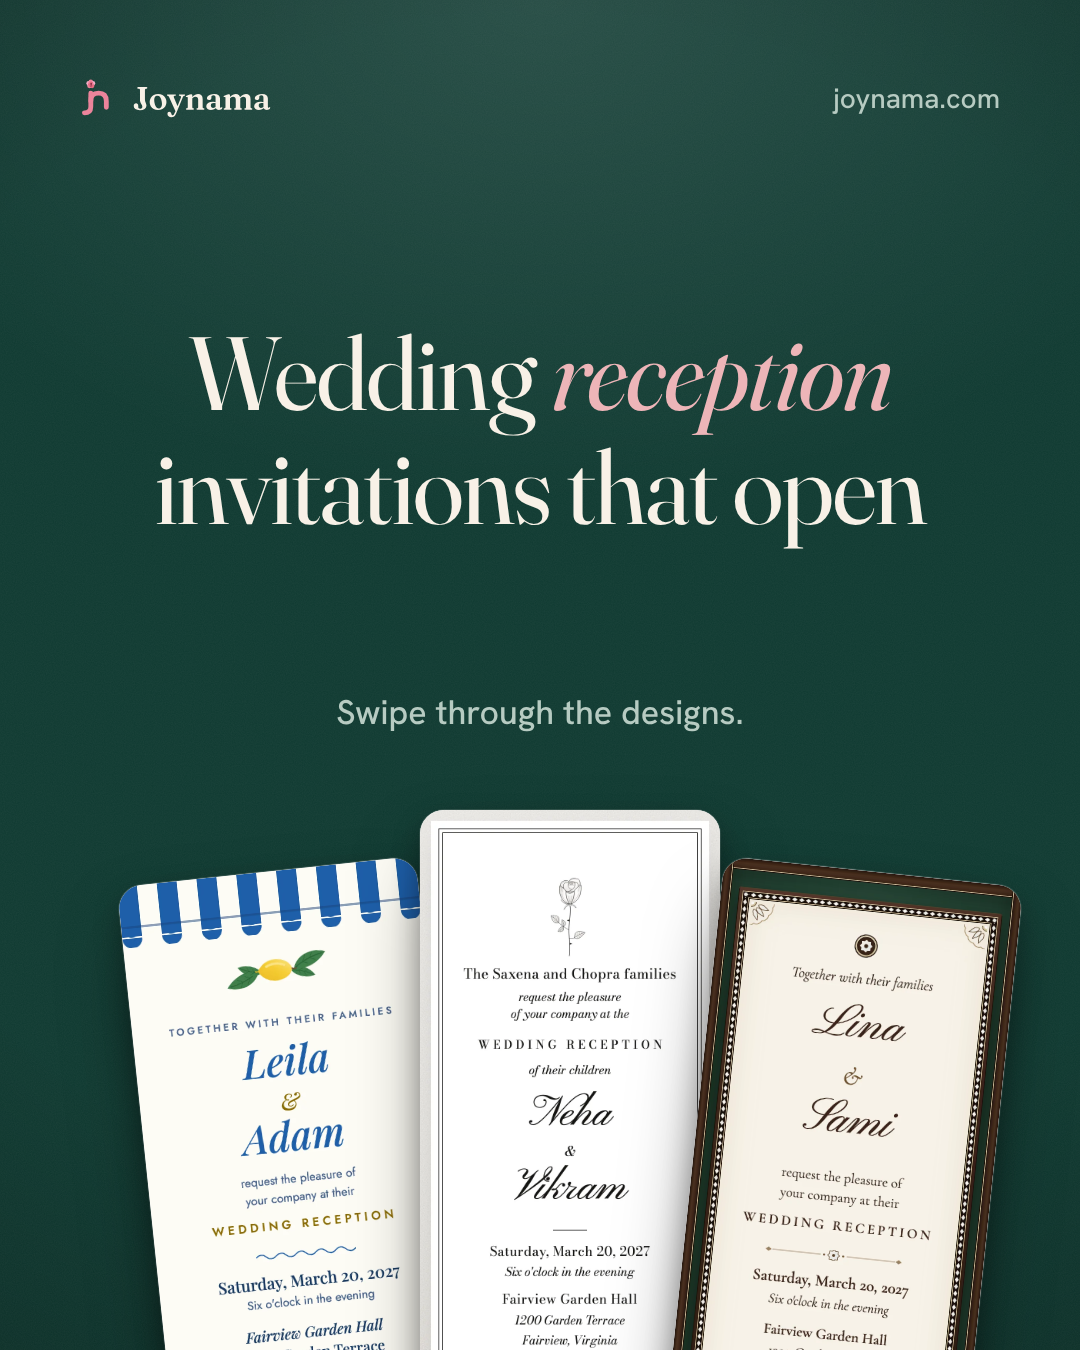 Joynama
joynama.com
Wedding reception
invitations that open
Swipe through the designs.
TOGETHER WITH THEIR FAMILIES
Leila
&
Adam
request the pleasure of
your company at their
WEDDING RECEPTION
Saturday, March 20, 2027
Six o'clock in the evening
Fairview Garden Hall
Garden Terrace
The Saxena and Chopra families
request the pleasure
of your company at the
WEDDING RECEPTION
of their children
Neha
&
Vikram
Saturday, March 20, 2027
Six o'clock in the evening
Fairview Garden Hall
1200 Garden Terrace
Fairview, Virginia
Together with their families
Lina
&
Sami
request the pleasure of
your company at their
WEDDING RECEPTION
Saturday, March 20, 2027
Six o'clock in the evening
Fairview Garden Hall